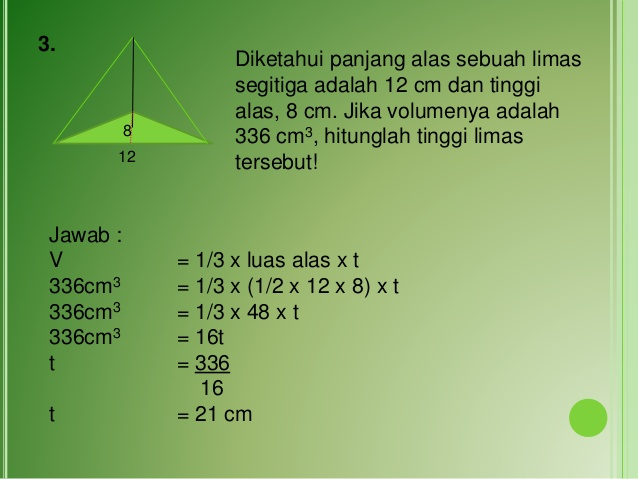 3.
Diketahui panjang alas sebuah limas
segitiga adalah 12 cm dan tinggi
alas, 8 cm. Jika volumenya adalah
336 cm³, hitunglah tinggi limas
tersebut!
8
12
Jawab :
V = 1/3 x luas alas x t
336cm³ = 1/3 x (1/2 x 12 x 8) x t
336cm³ = 1/3 x 48 x t
336cm³ = 16t
t = 336
16
t = 21 cm